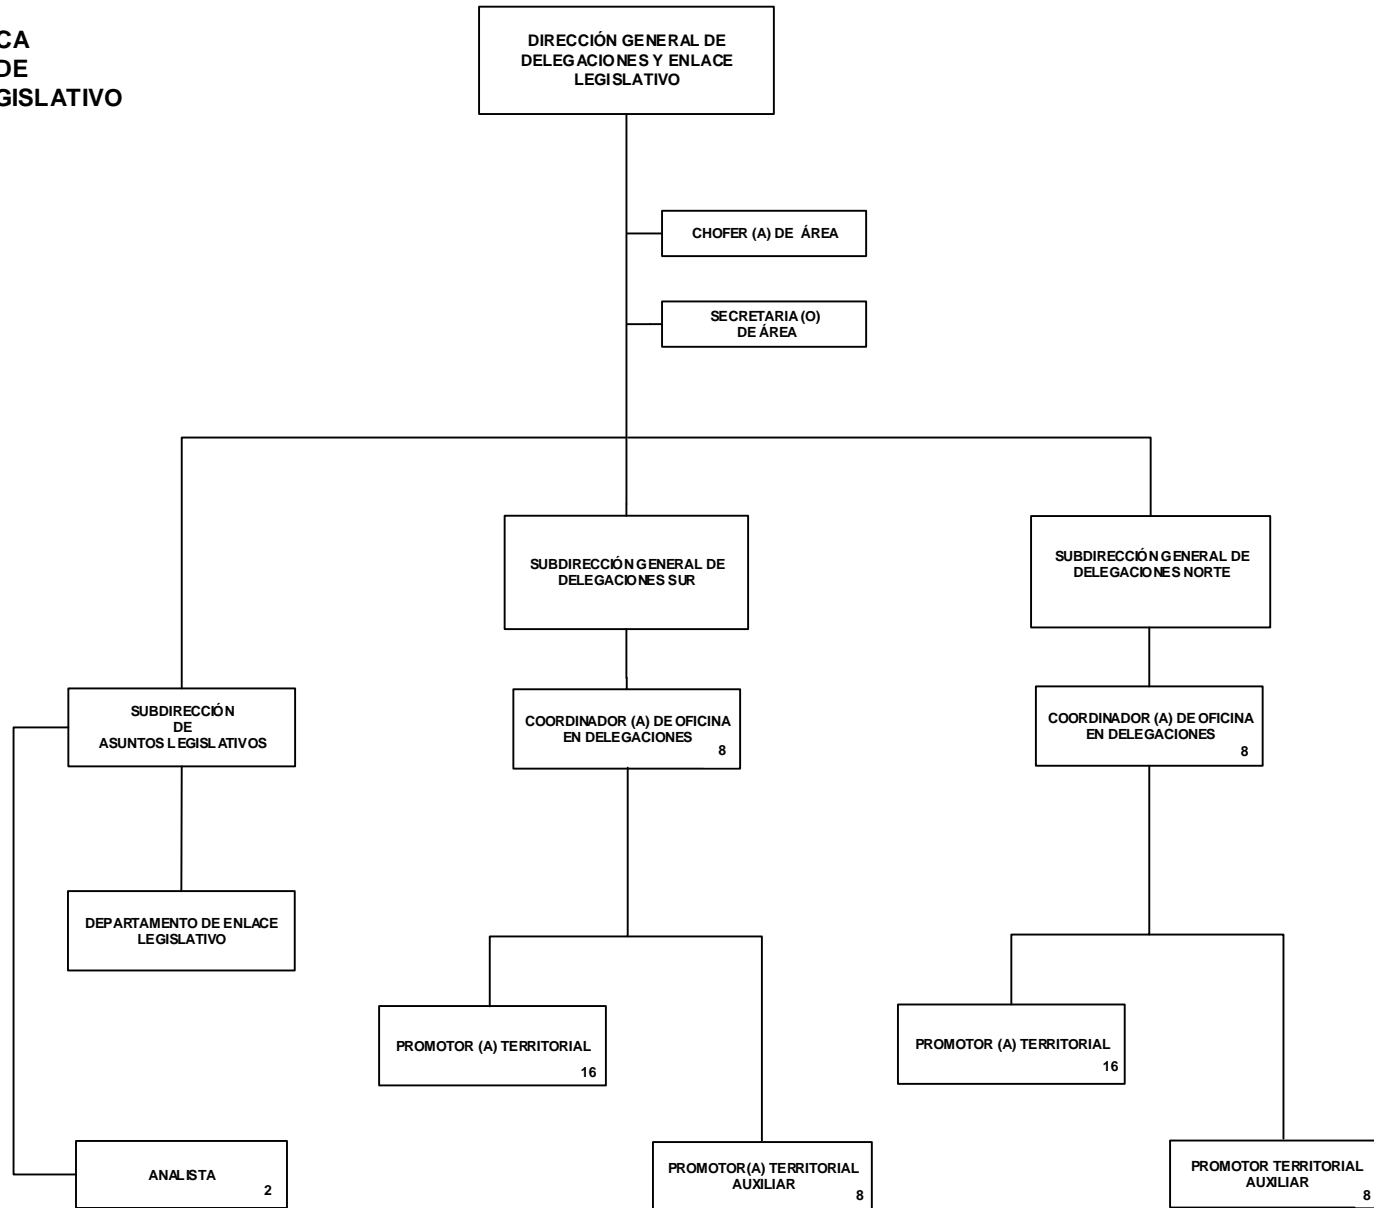 CA
DE
GISLATIVO
DIRECCIÓN GENERAL DE
DELEGACIONES Y ENLACE
LEGISLATIVO
CHOFER (A) DE ÁREA
SECRETARIA (O)
DE ÁREA
SUBDIRECCIÓN GENERAL DE
DELEGACIONES SUR
SUBDIRECCIÓN GENERAL DE
DELEGACIONES NORTE
SUBDIRECCIÓN
DE
ASUNTOS LEGISLATIVOS
COORDINADOR (A) DE OFICINA
EN DELEGACIONES
8
COORDINADOR (A) DE OFICINA
EN DELEGACIONES
8
DEPARTAMENTO DE ENLACE
LEGISLATIVO
PROMOTOR (A) TERRITORIAL
16
PROMOTOR (A) TERRITORIAL
16
ANALISTA
2
PROMOTOR(A) TERRITORIAL
AUXILIAR
8
PROMOTOR TERRITORIAL
AUXILIAR
8